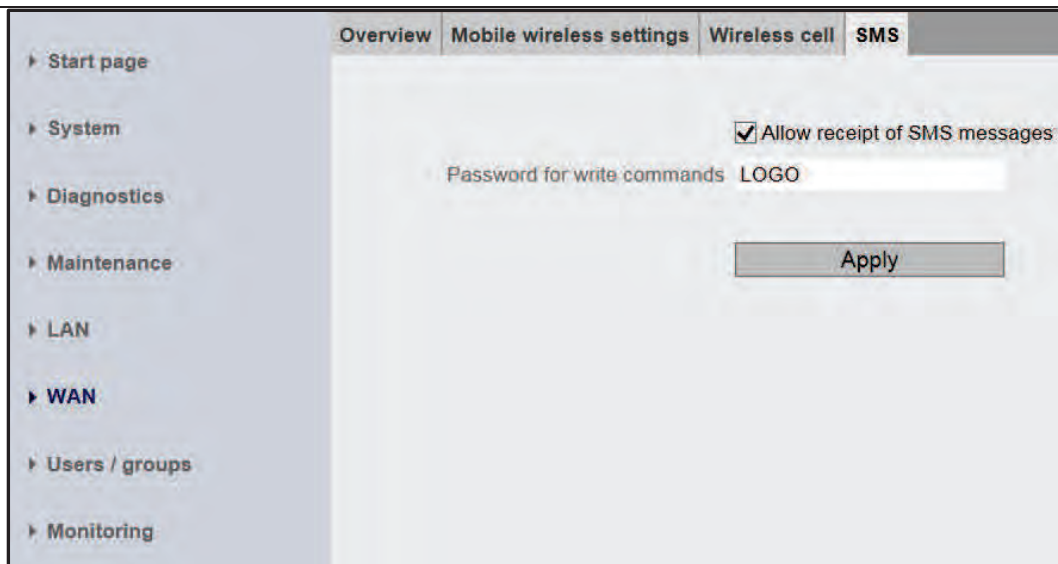 Start page
System
Diagnostics
Maintenance
LAN
WAN
Users / groups
Monitoring
Overview Mobile wireless settings Wireless cell SMS
Allow receipt of SMS messages
Password for write commands LOGO
Apply